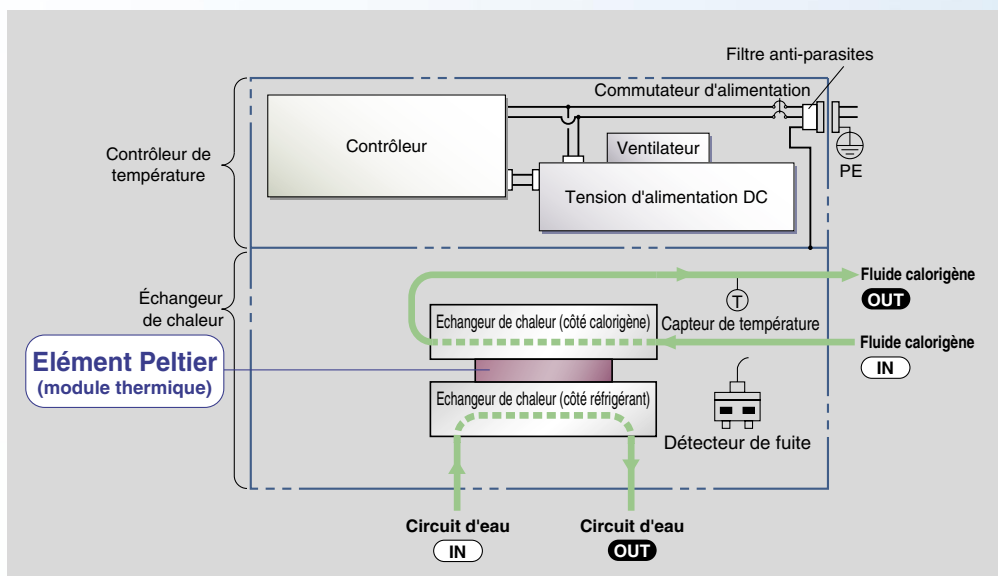 Filtre anti-parasites
Commutateur d'alimentation
Contrôleur de
température
Contrôleur
Ventilateur
PE
Tension d'alimentation DC
Échangeur
de chaleur
Fluide calorigène
OUT
T
Echangeur de chaleur (côté calorigène)
Capteur de température
Fluide calorigène
IN
Elément Peltier
(module thermique)
Echangeur de chaleur (côté réfrigérant)
Détecteur de fuite
Circuit d'eau
IN
Circuit d'eau
OUT